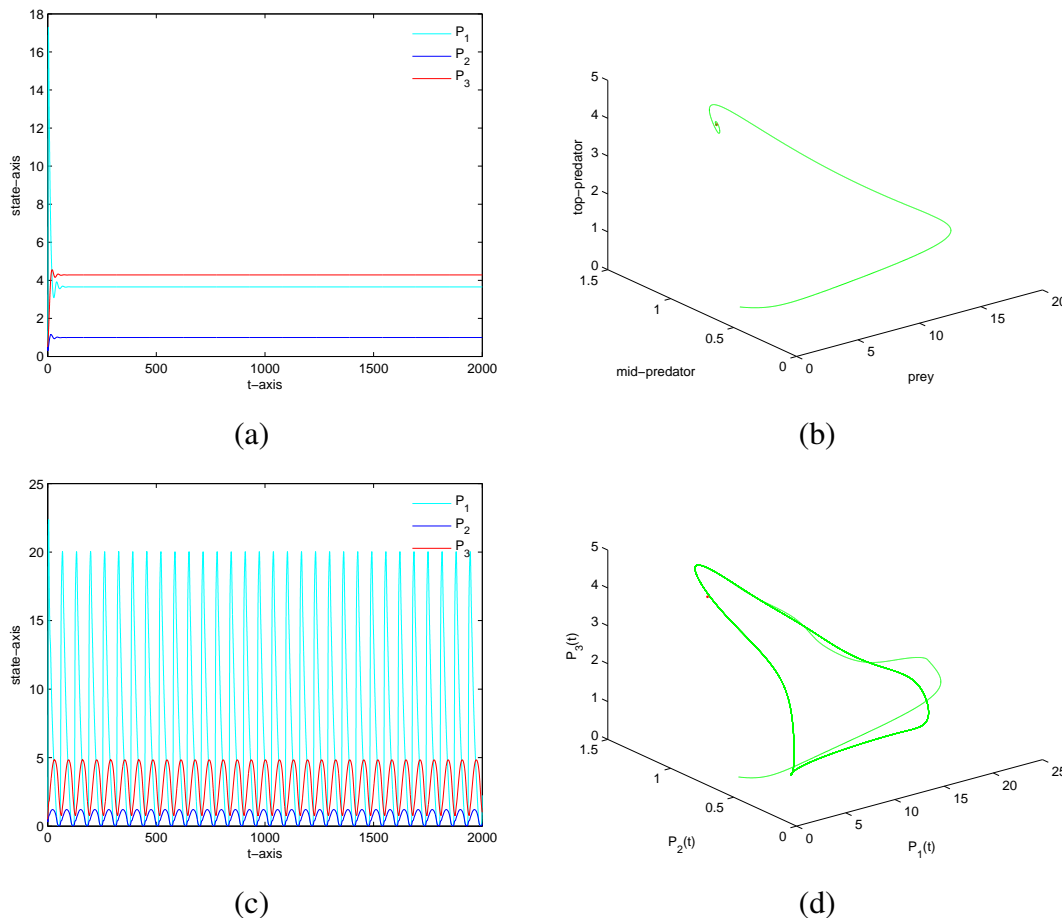 18
16
14
12
10
8
6
4
2
0
state-axis
0 500 1000 1500 2000
t-axis
P1
P2
P3
(a)
5
4
3
2
1
0
top-predator
1.5
1
0.5
0
mid-predator
0
5
10
15
20
prey
(b)
25
20
15
10
5
0
state-axis
0 500 1000 1500 2000
t-axis
P1
P2
P3
(c)
5
4
3
2
1
0
P3(t)
1.5
1
0.5
0
P2(t)
0
5
10
15
20
25
P1(t)
(d)